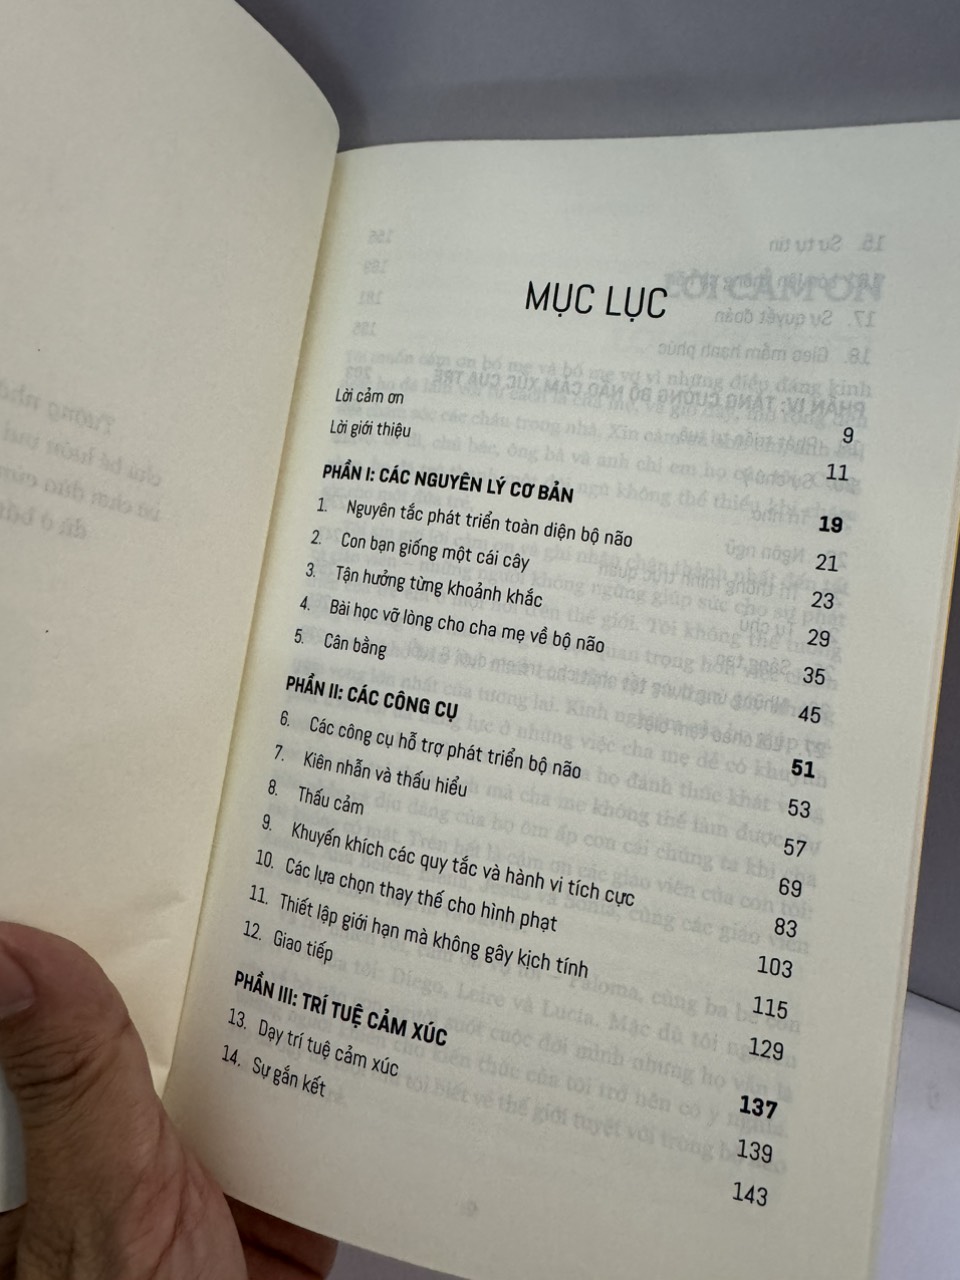 MỤC LỤC
Lời cảm ơn 9
Lời giới thiệu 11
PHẦN I: CÁC NGUYÊN LÝ CƠ BẢN 19
1. Nguyên tắc phát triển toàn diện bộ não 21
2. Con bạn giống một cái cây 23
3. Tận hưởng từng khoảnh khắc 29
4. Bài học vỡ lòng cho cha mẹ về bộ não 35
5. Cân bằng 45
PHẦN II: CÁC CÔNG CỤ 51
6. Các công cụ hỗ trợ phát triển bộ não 53
7. Kiên nhẫn và thấu hiểu 57
8. Thấu cảm 69
9. Khuyến khích các quy tắc và hành vi tích cực 83
10. Các lựa chọn thay thế cho hình phạt 103
11. Thiết lập giới hạn mà không gây kịch tính 115
12. Giao tiếp 129
PHẦN III: TRÍ TUỆ CẢM XÚC 137
13. Dạy trí tuệ cảm xúc 139
14. Sự gắn kết 143